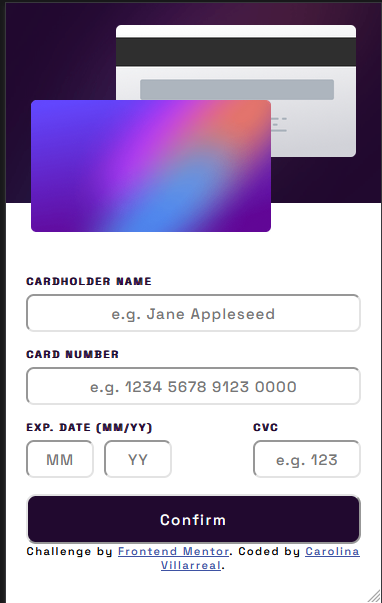 CARDHOLDER NAME
e.g. Jane Appleseed
CARD NUMBER
e.g. 1234 5678 9123 0000
EXP. DATE (MM/YY) CVC
MM YY e.g. 123
Confirm
Challenge by Frontend Mentor. Coded by Carolina
Villarreal.